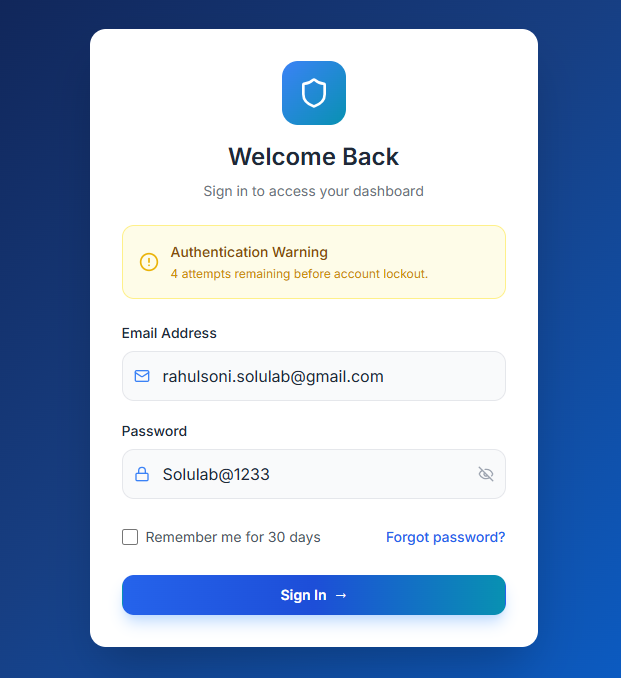 Welcome Back
Sign in to access your dashboard
Authentication Warning
4 attempts remaining before account lockout.
Email Address
rahulsoni.solulab@gmail.com
Password
Solulab@1233
Remember me for 30 days
Forgot password?
Sign In →